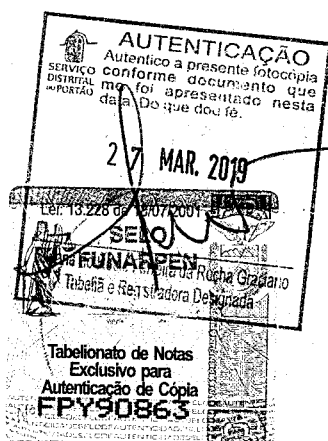 AUTENTICAÇÃO
Autentico a presente fotocópia
SERVIÇO DISTRITAL DO PORTÃO
conforme documento que
me foi apresentado nesta
data. Do que dou fé.
27 MAR. 2019
Lei: 13.228 de 18/07/2001
SELO
FUNARPEN
da Rocha Graciano
Tabeliã e Registradora Designada
Tabelionato de Notas
Exclusivo para
Autenticação de Cópia
FPY90863